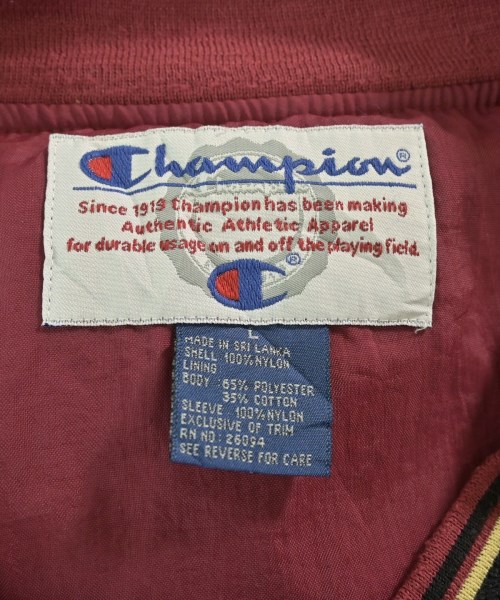 Champion®
Since 1919 Champion has been making
Authentic Athletic Apparel
for durable usage on and off the playing field.
®
L
MADE IN SRI LANKA
SHELL 100% NYLON
LINING
BODY: 65% POLYESTER
35% COTTON
SLEEVE 100% NYLON
EXCLUSIVE OF TRIM
RN NO: 26094
SEE REVERSE FOR CARE